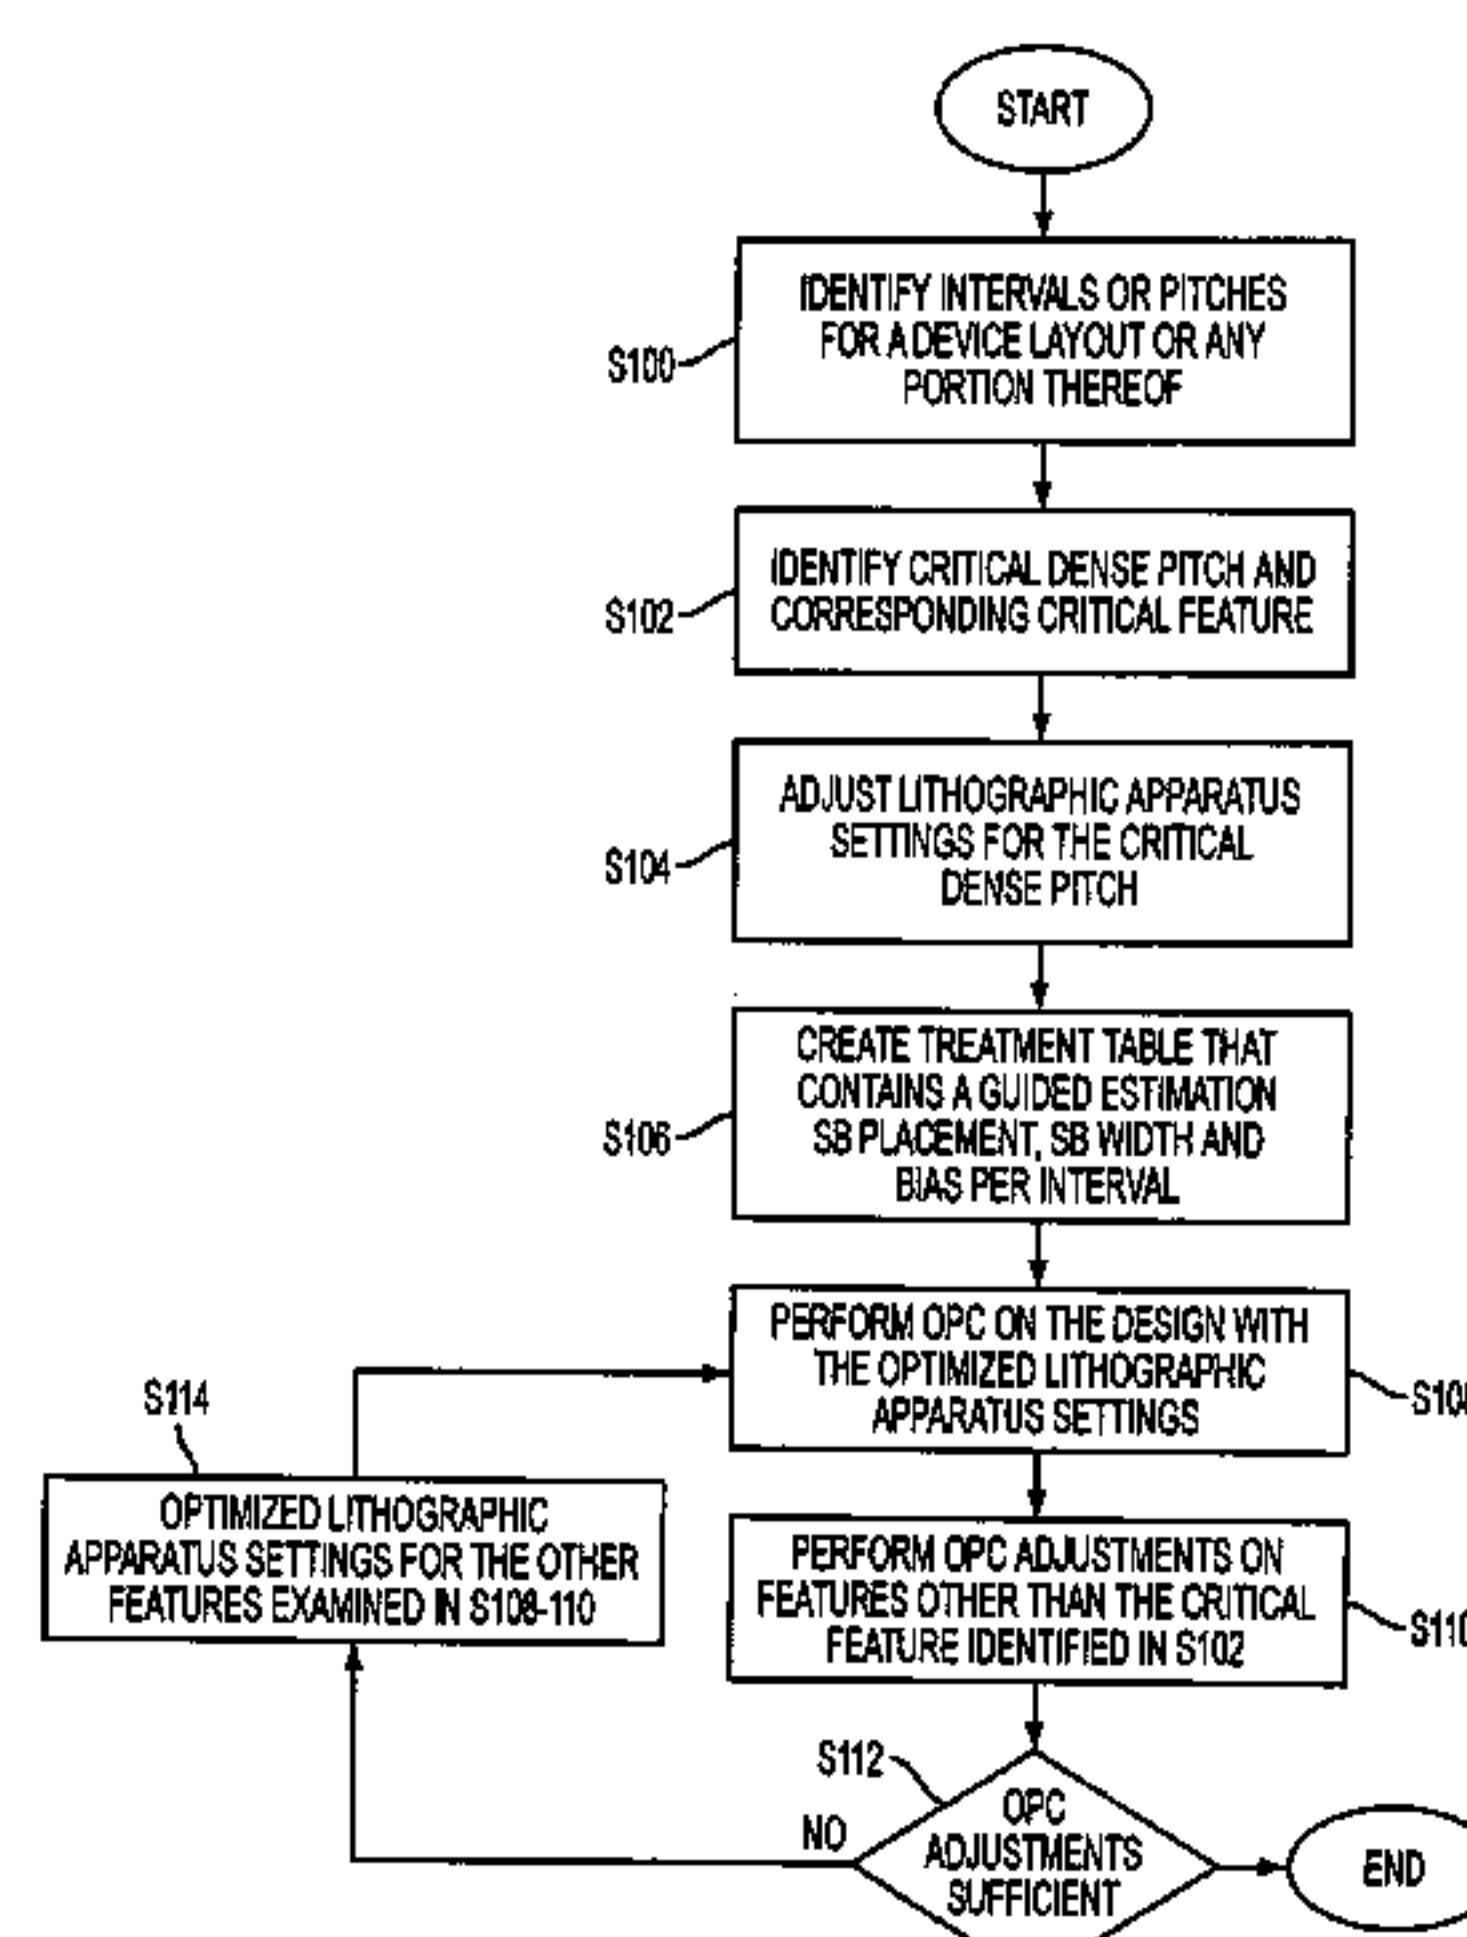 START
IDENTIFY INTERVALS OR PITCHES
FOR A DEVICE LAYOUT OR ANY
PORTION THEREOF
S100
IDENTIFY CRITICAL DENSE PITCH AND
CORRESPONDING CRITICAL FEATURE
S102
ADJUST LITHOGRAPHIC APPARATUS
SETTINGS FOR THE CRITICAL
DENSE PITCH
S104
CREATE TREATMENT TABLE THAT
CONTAINS A GUIDED ESTIMATION
SB PLACEMENT, SB WIDTH AND
BIAS PER INTERVAL
S106
PERFORM OPC ON THE DESIGN WITH
THE OPTIMIZED LITHOGRAPHIC
APPARATUS SETTINGS
S114
OPTIMIZED LITHOGRAPHIC
APPARATUS SETTINGS FOR THE OTHER
FEATURES EXAMINED IN S108-110
PERFORM OPC ADJUSTMENTS ON
FEATURES OTHER THAN THE CRITICAL
FEATURE IDENTIFIED IN S102
S110
S112
NO
OPC
ADJUSTMENTS
SUFFICIENT
END